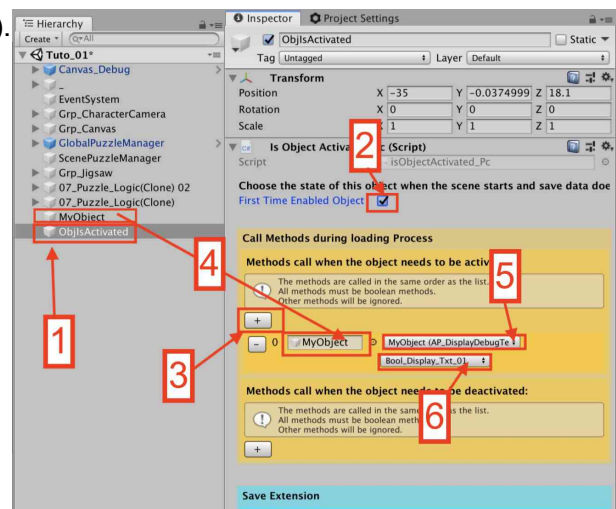 ).
Hierarchy
Create
All
Tuto_01*
Canvas_Debug
_
EventSystem
Grp_CharacterCamera
Grp_Canvas
GlobalPuzzleManager
ScenePuzzleManager
Grp_Jigsaw
07_Puzzle_Logic(Clone) 02
07_Puzzle_Logic(Clone)
MyObject
ObjIsActivated
1
4
3
Inspector
Project Settings
ObjIsActivated
Static
Tag Untagged Layer Default
Transform
Position X -35 Y -0.0374999 Z 18.1
Rotation X 0 Y 0 Z 0
Scale X 1 Y 1 Z 1
2
Is Object (Script)
Script isObjectActivated_Pc
Choose the state of this object when the scene starts and save data doe
First Time Enabled Object
Call Methods during loading Process
Methods call when the object needs to be
5
The methods are called in the same order as the list.
All methods must be boolean methods.
Other methods will be ignored.
+
- 0 MyObject MyObject (AP_DisplayDebugTe
Bool_Display_Txt_01
6
Methods call when the object be deactivated:
The methods are called in the as the list.
All methods must be boolean
Other methods will be ignored.
+
Save Extension